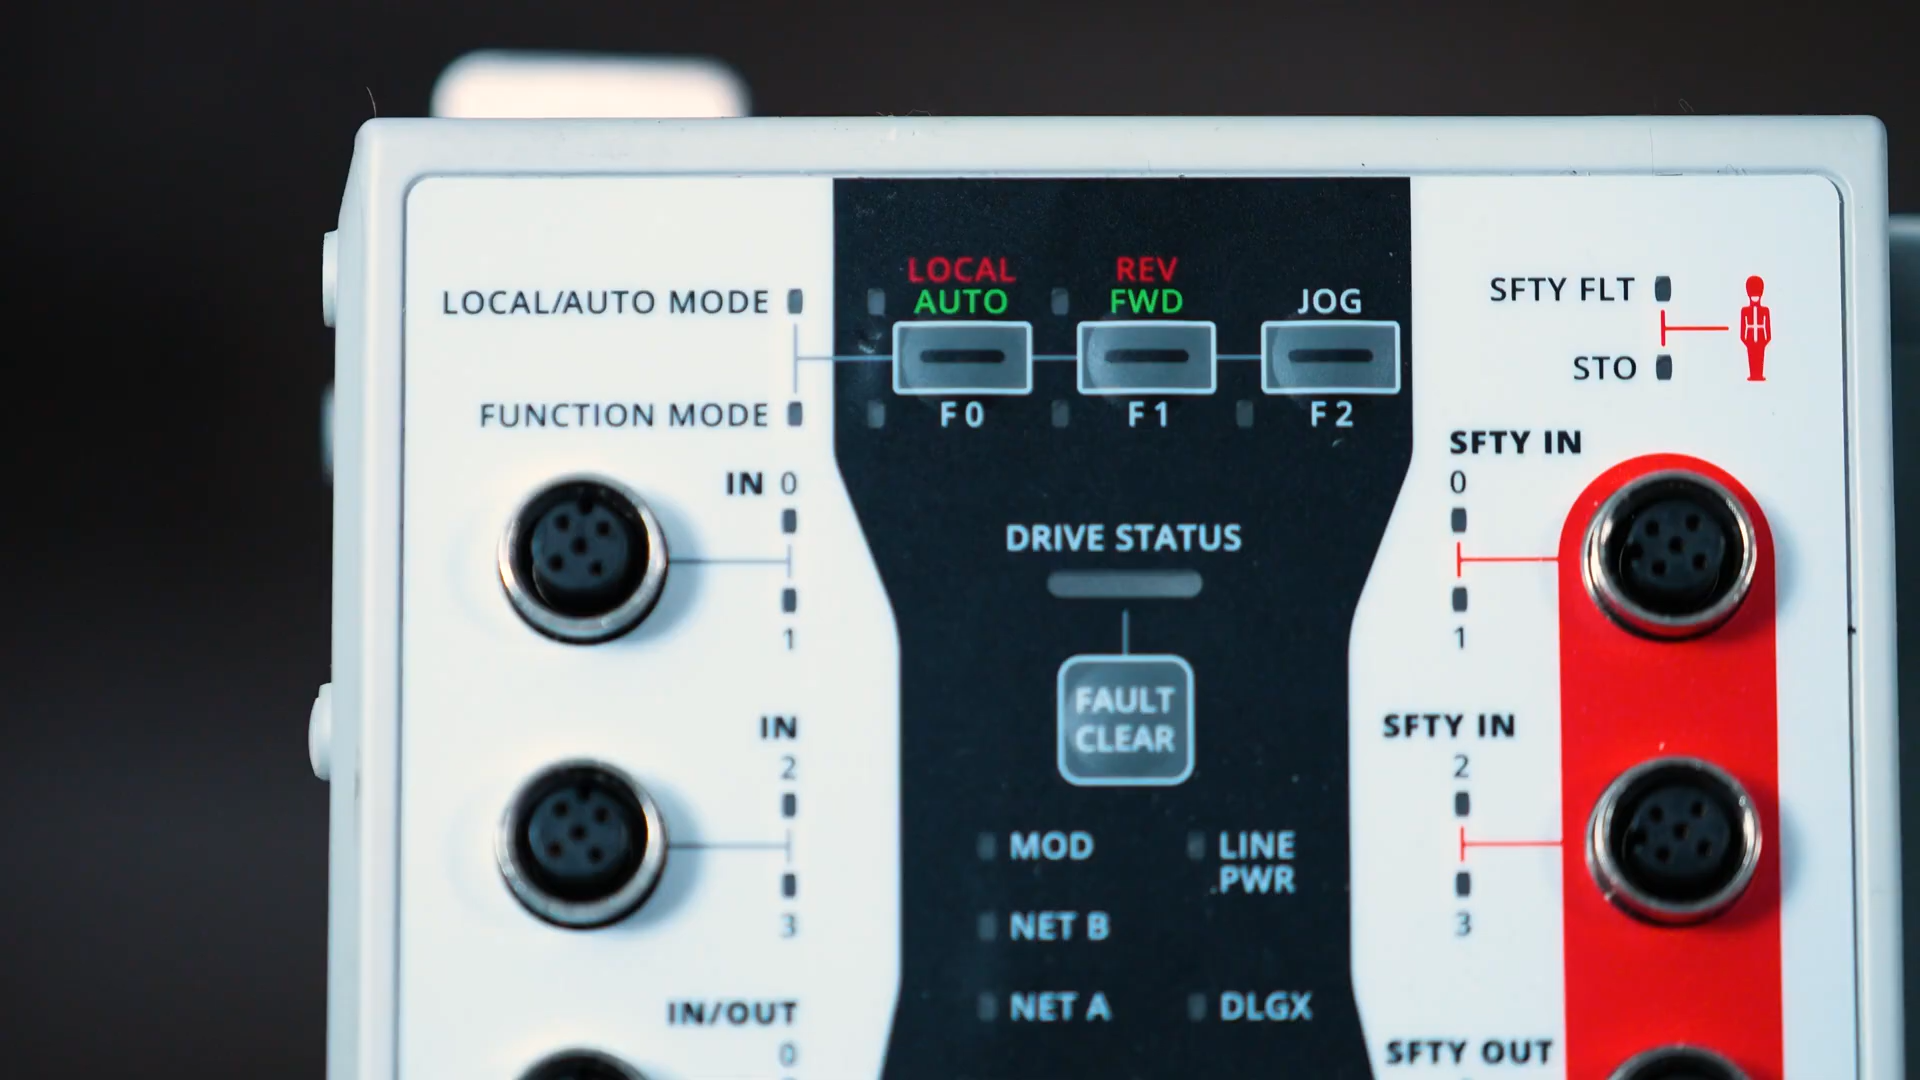 LOCAL
AUTO
REV
FWD
JOG
LOCAL/AUTO MODE
FUNCTION MODE
F0
F1
F2
SFTY FLT
STO
IN 0
1
IN
2
3
IN/OUT
0
DRIVE STATUS
FAULT
CLEAR
MOD
LINE
PWR
NET B
NET A
DLGX
SFTY IN
0
1
SFTY IN
2
3
SFTY OUT